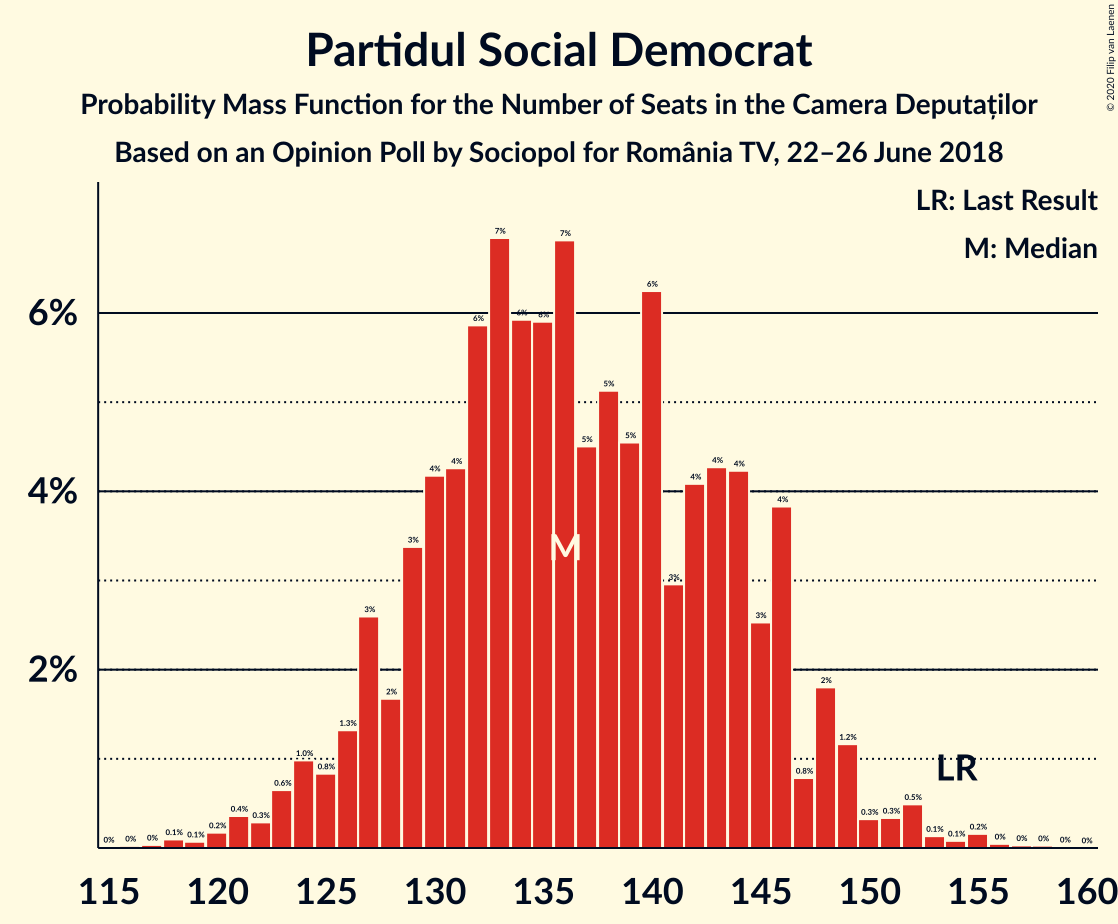 Partidul Social Democrat
Probability Mass Function for the Number of Seats in the Camera Deputaților
Based on an Opinion Poll by Sociopol for România TV, 22–26 June 2018
© 2020 Filip van Laenen
LR: Last Result
M: Median
6%
4%
2%
0% 0% 0% 0.1% 0.1% 0.2% 0.4% 0.3% 0.6% 1.0% 0.8% 1.3% 3% 2% 3% 4% 4% 6% 7% 6% 6% 7% 5% 5% 5% 6% 3% 4% 4% 4% 3% 4% 0.8% 2% 1.2% 0.3% 0.3% 0.5% 0.1% 0.1% 0.2% 0% 0% 0% 0% 0%
M
LR
115 120 125 130 135 140 145 150 155 160